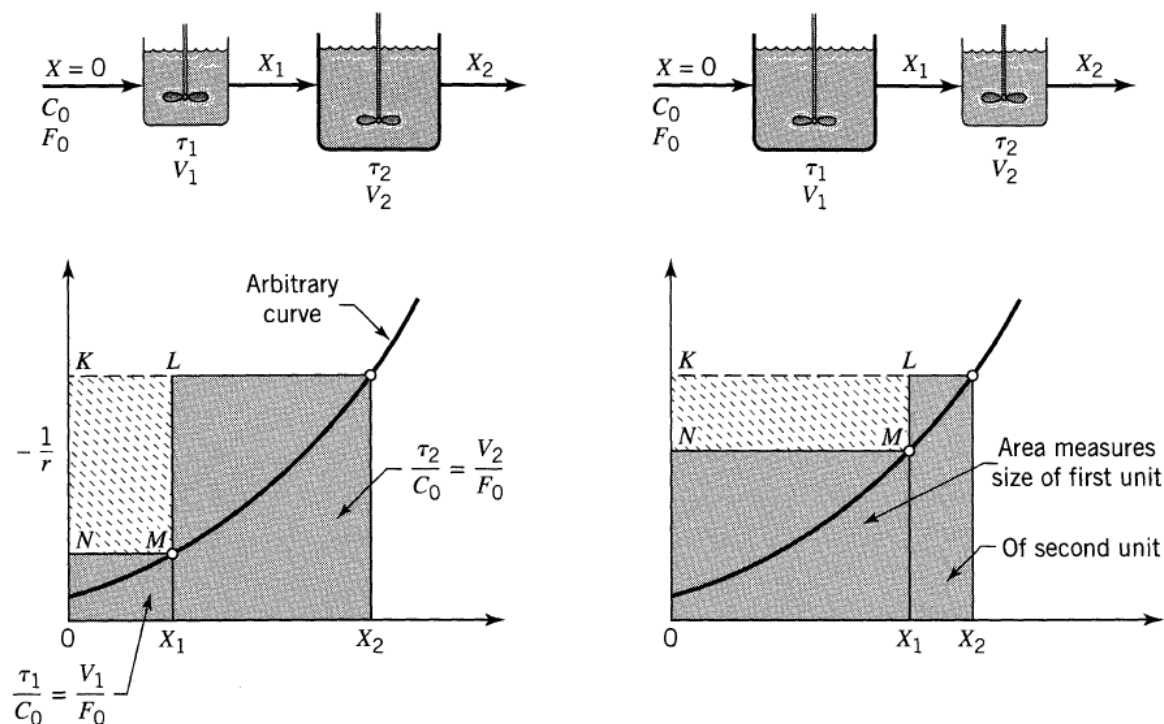 X = 0
C₀
F₀
X₁
X₂
τ₁
V₁
τ₂
V₂
X = 0
C₀
F₀
X₁
X₂
τ₁
V₁
τ₂
V₂
Arbitrary
curve
K
L
N
M
− 1/r
τ₂/C₀ = V₂/F₀
0
X₁
X₂
τ₁/C₀ = V₁/F₀
K
L
N
M
Area measures
size of first unit
Of second unit
0
X₁
X₂